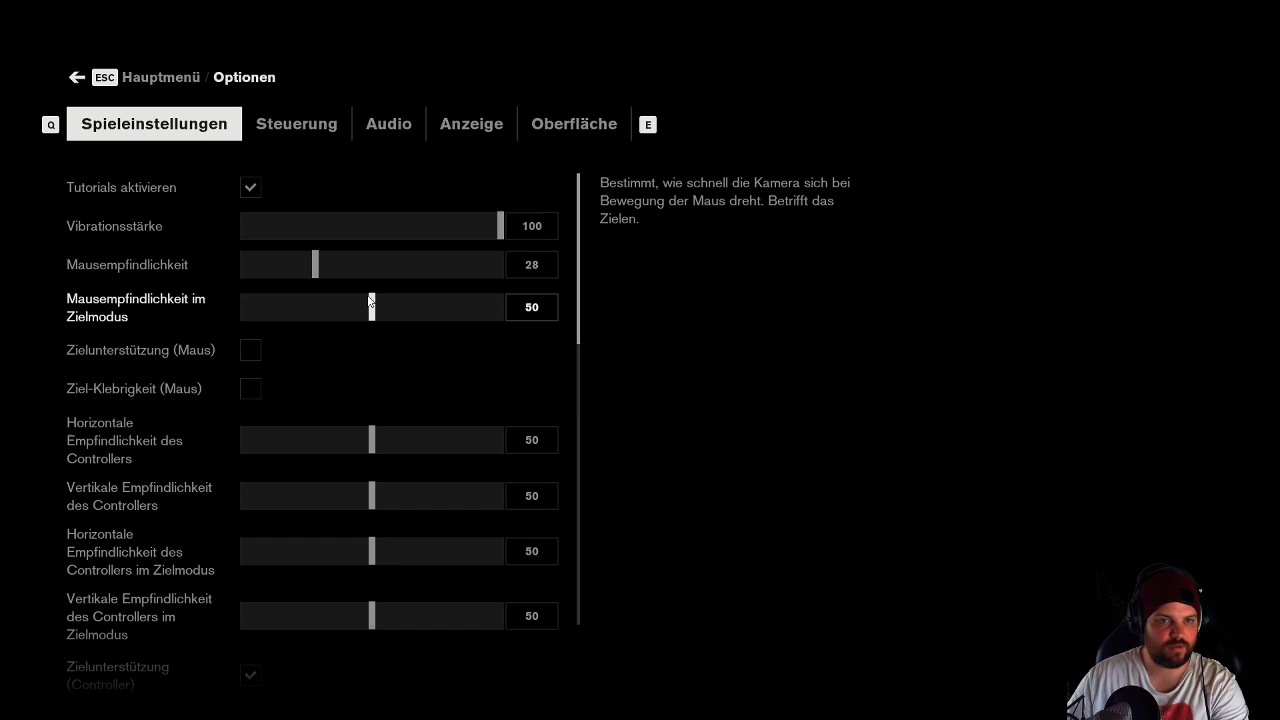 ESC Hauptmenü / Optionen
Q Spieleinstellungen Steuerung Audio Anzeige Oberfläche E
Tutorials aktivieren
Vibrationsstärke 100
Mausempfindlichkeit 28
Mausempfindlichkeit im
Zielmodus
50
Zielunterstützung (Maus)
Ziel-Klebrigkeit (Maus)
Horizontale
Empfindlichkeit des
Controllers
50
Vertikale Empfindlichkeit
des Controllers
50
Horizontale
Empfindlichkeit des
Controllers im Zielmodus
50
Vertikale Empfindlichkeit
des Controllers im
Zielmodus
50
Zielunterstützung
(Controller)
Bestimmt, wie schnell die Kamera sich bei
Bewegung der Maus dreht. Betrifft das
Zielen.